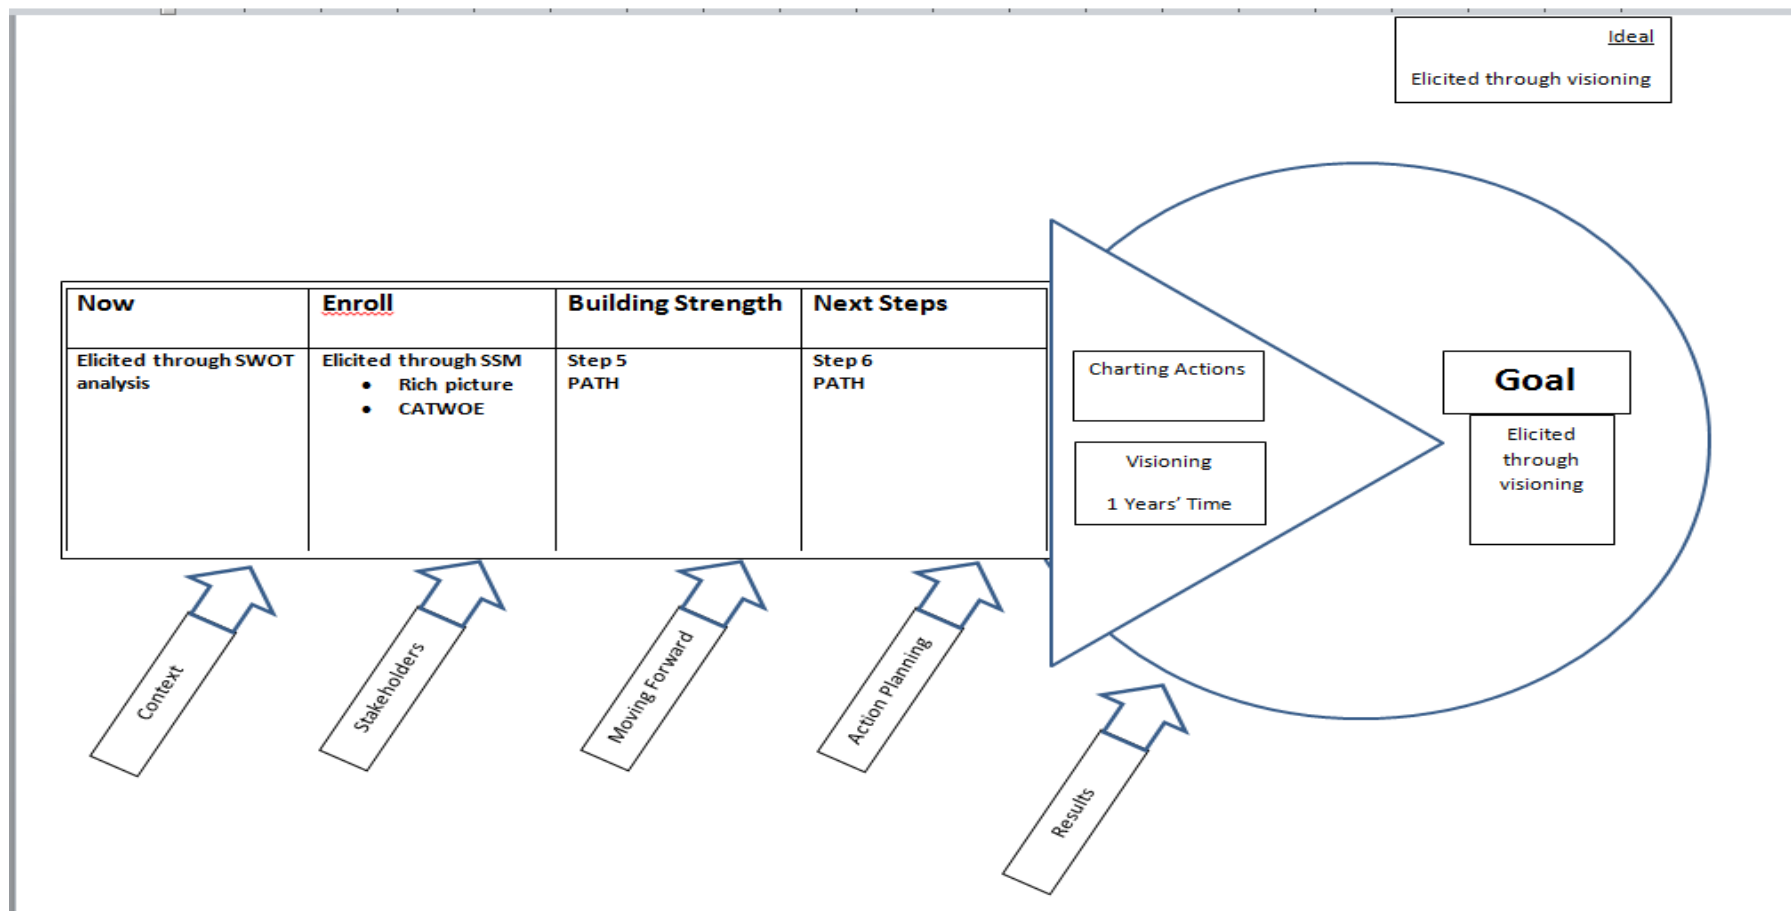 Ideal
Elicited through visioning
Now
Enroll
Building Strength
Next Steps
Elicited through SWOT
analysis
Elicited through SSM
• Rich picture
• CATWOE
Step 5
PATH
Step 6
PATH
Charting Actions
Visioning
1 Years’ Time
Goal
Elicited
through
visioning
Context
Stakeholders
Moving Forward
Action Planning
Results